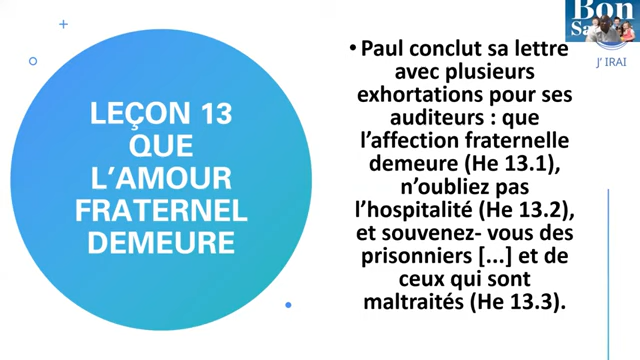 LEÇON 13
QUE
L'AMOUR
FRATERNEL
DEMEURE
• Paul conclut sa lettre
avec plusieurs
exhortations pour ses
auditeurs : que
l'affection fraternelle
demeure (He 13.1),
n'oubliez pas
l'hospitalité (He 13.2),
et souvenez- vous des
prisonniers [...] et de
ceux qui sont
maltraités (He 13.3).
Bon
J' IRAI